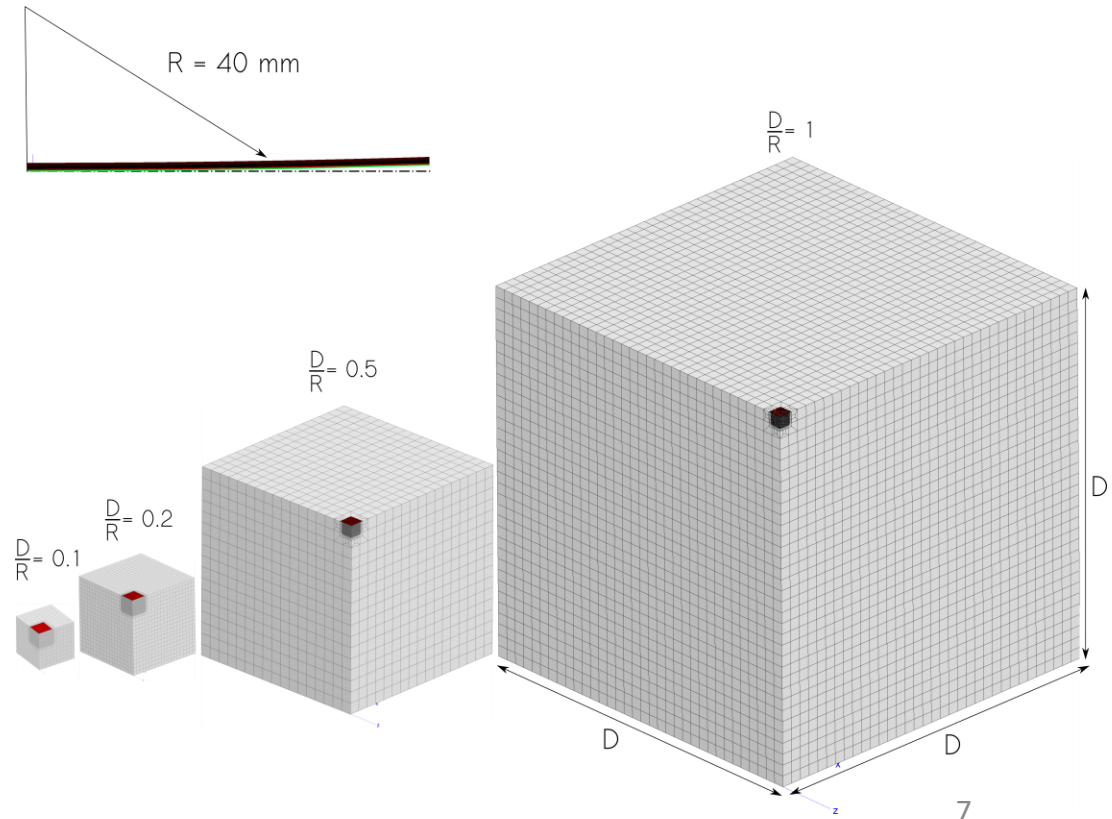 R = 40 mm
D/R = 1
D/R = 0.5
D/R = 0.2
D/R = 0.1
D
D
D
x
z
7